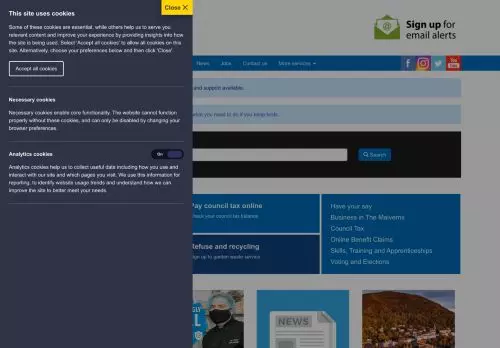 This site uses cookies
Close ✕
Some of these cookies are essential, while others help us to serve you
relevant content and improve your experience by providing insights into
how the site is being used. Select 'Accept all cookies' to allow all cookies on
this site. Alternatively, choose your preferences below and then click 'Close'.
Accept all cookies
Necessary cookies
Necessary cookies enable core functionality. The website cannot function
properly without these cookies, and can only be disabled by changing your
browser preferences.
Analytics cookies
On
Analytics cookies help us to collect useful data including how you use and
interact with our site and which pages you visit. We use this information for
reporting, to identify website usage trends and understand how we can
improve the site to better meet your needs.
Sign up for
email alerts
News
Jobs
Contact us
More services
You
Tube
and support available.
what you need to do if you keep birds.
Search
Pay council tax online
Check your council tax balance
Refuse and recycling
Sign up to garden waste service
Have your say
Business in The Malverns
Council Tax
Online Benefit Claims
Skills, Training and Apprenticeships
Voting and Elections
NEWS